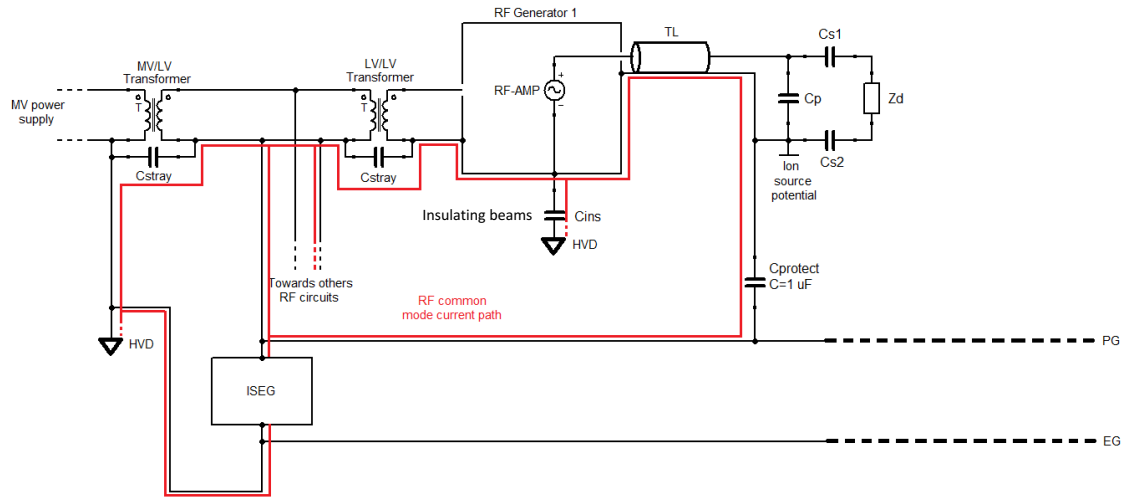 RF Generator 1
TL
Cs1
MV/LV
Transformer
LV/LV
Transformer
+
RF-AMP
−
Cp
Zd
MV power
supply
T
T
Cs2
Cstray
Cstray
Ion
source
potential
Insulating beams
Cins
HVD
Cprotect
C=1 uF
Towards others
RF circuits
RF common
mode current path
HVD
PG
ISEG
EG